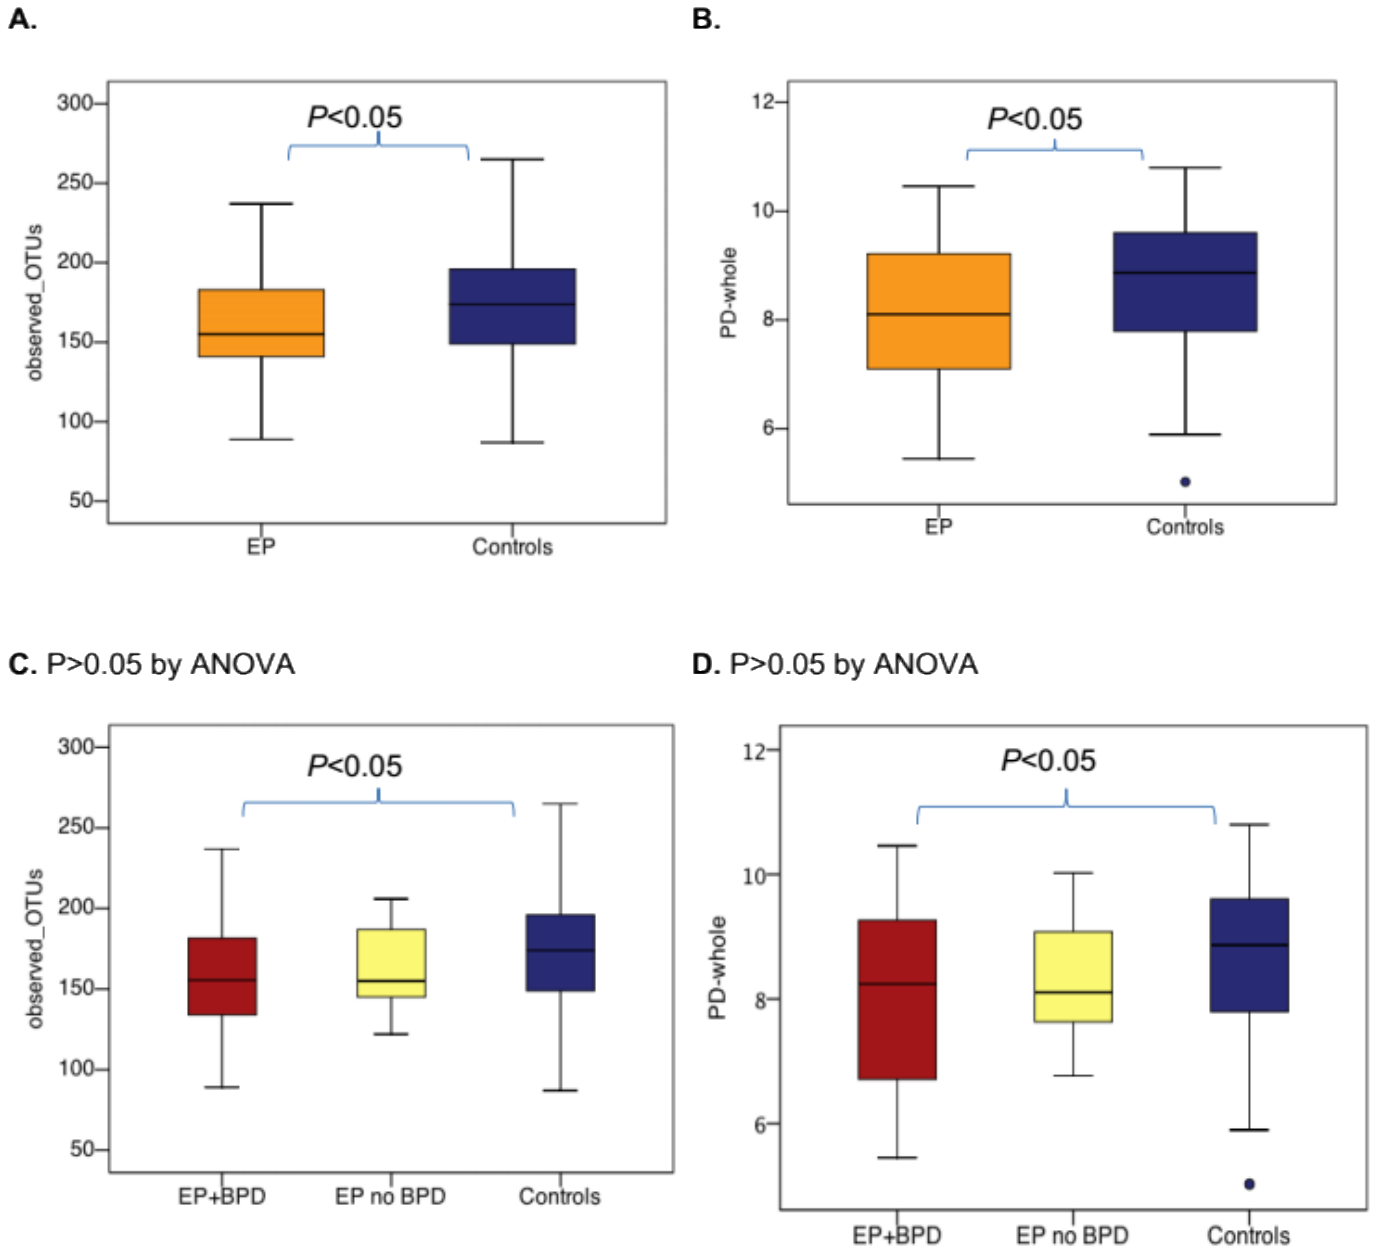 A.
300
250
200
150
100
50
observed_OTUs
P<0.05
EP
Controls
B.
12
10
8
6
PD-whole
P<0.05
EP
Controls
C. P>0.05 by ANOVA
300
250
200
150
100
50
observed_OTUs
P<0.05
EP+BPD
EP no BPD
Controls
D. P>0.05 by ANOVA
12
10
8
6
PD-whole
P<0.05
EP+BPD
EP no BPD
Controls